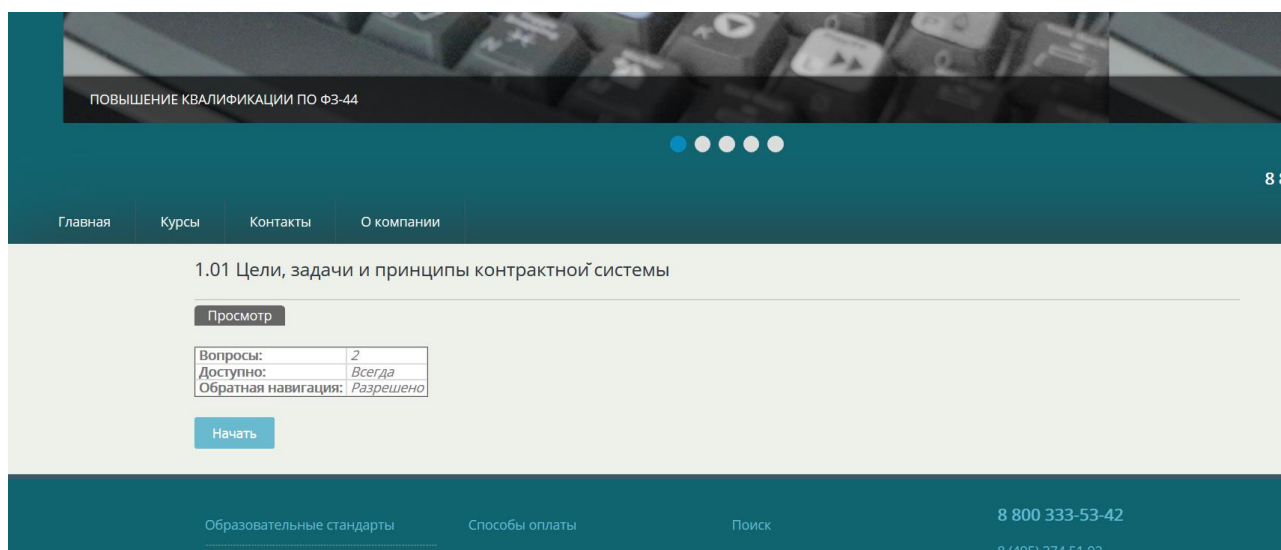 ПОВЫШЕНИЕ КВАЛИФИКАЦИИ ПО ФЗ-44
Главная Курсы Контакты О компании
1.01 Цели, задачи и принципы контрактной системы
Просмотр
Вопросы: 2
Доступно: Всегда
Обратная навигация: Разрешено
Начать
Образовательные стандарты Способы оплаты Поиск 8 800 333-53-42